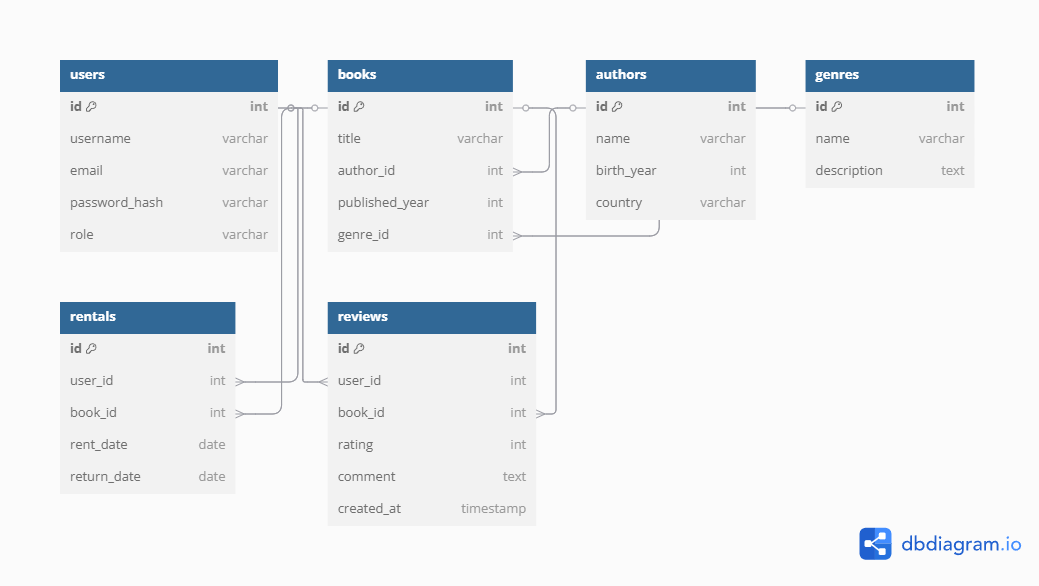 users
id int
username varchar
email varchar
password_hash varchar
role varchar
books
id int
title varchar
author_id int
published_year int
genre_id int
authors
id int
name varchar
birth_year int
country varchar
genres
id int
name varchar
description text
rentals
id int
user_id int
book_id int
rent_date date
return_date date
reviews
id int
user_id int
book_id int
rating int
comment text
created_at timestamp
dbdiagram.io